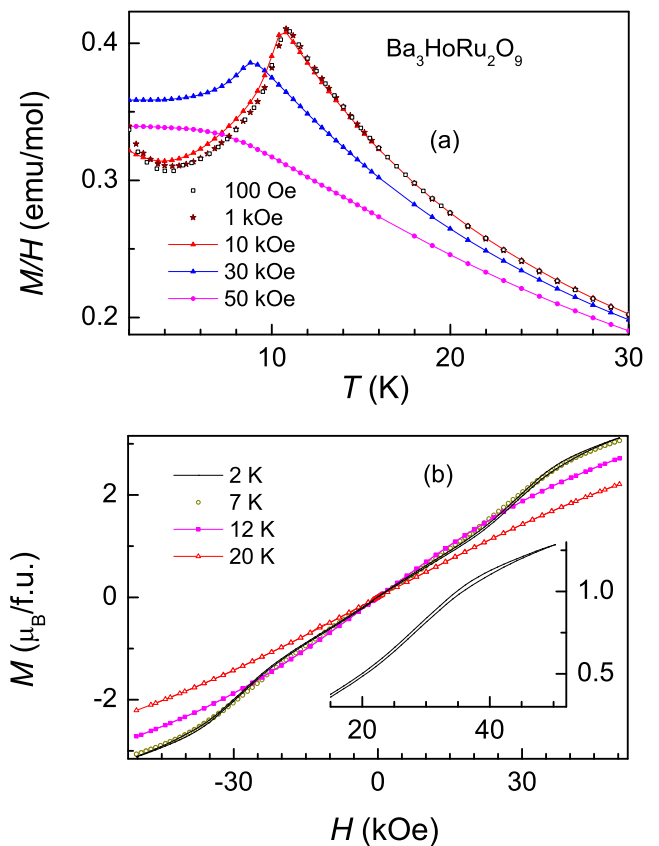 Ba₃HoRu₂O₉
(a)
0.4
0.3
0.2
M/H (emu/mol)
100 Oe
1 kOe
10 kOe
30 kOe
50 kOe
10
20
30
T (K)
(b)
2 K
7 K
12 K
20 K
2
0
-2
M (μB/f.u.)
1.0
0.5
20
40
-30
0
30
H (kOe)